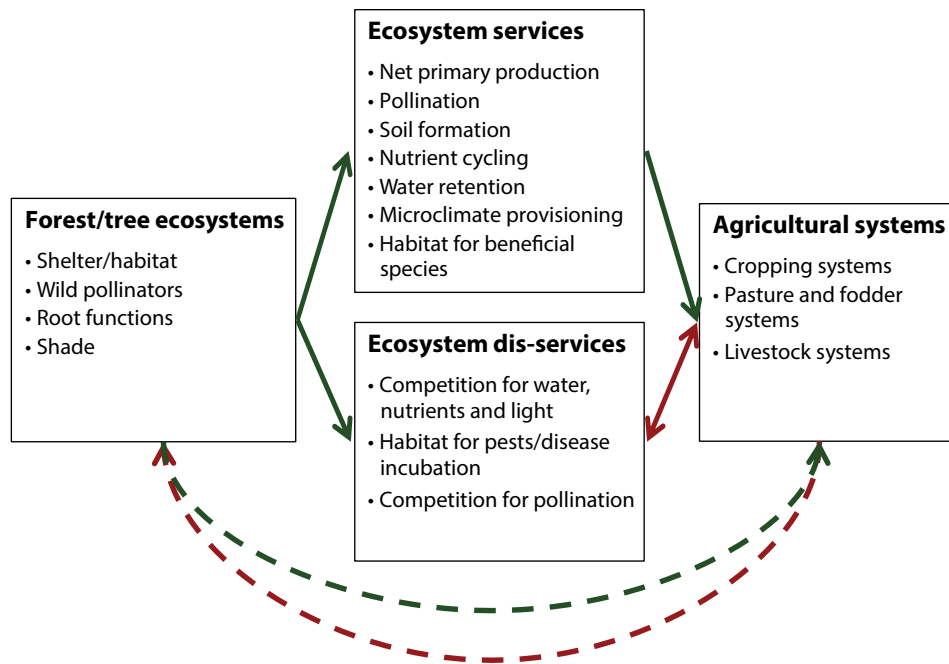 Ecosystem services
• Net primary production
• Pollination
• Soil formation
• Nutrient cycling
• Water retention
• Microclimate provisioning
• Habitat for beneficial
species
Forest/tree ecosystems
• Shelter/habitat
• Wild pollinators
• Root functions
• Shade
Ecosystem dis-services
• Competition for water,
nutrients and light
• Habitat for pests/disease
incubation
• Competition for pollination
Agricultural systems
• Cropping systems
• Pasture and fodder
systems
• Livestock systems